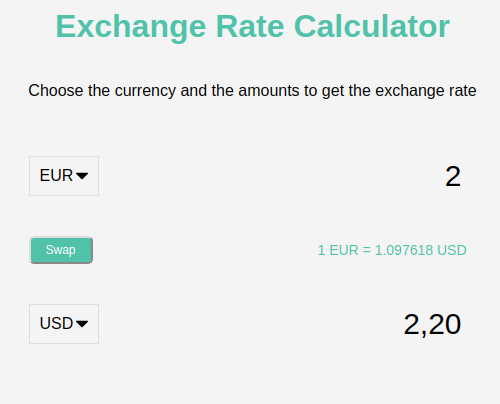 Exchange Rate Calculator
Choose the currency and the amounts to get the exchange rate
EUR 2
Swap 1 EUR = 1.097618 USD
USD 2,20